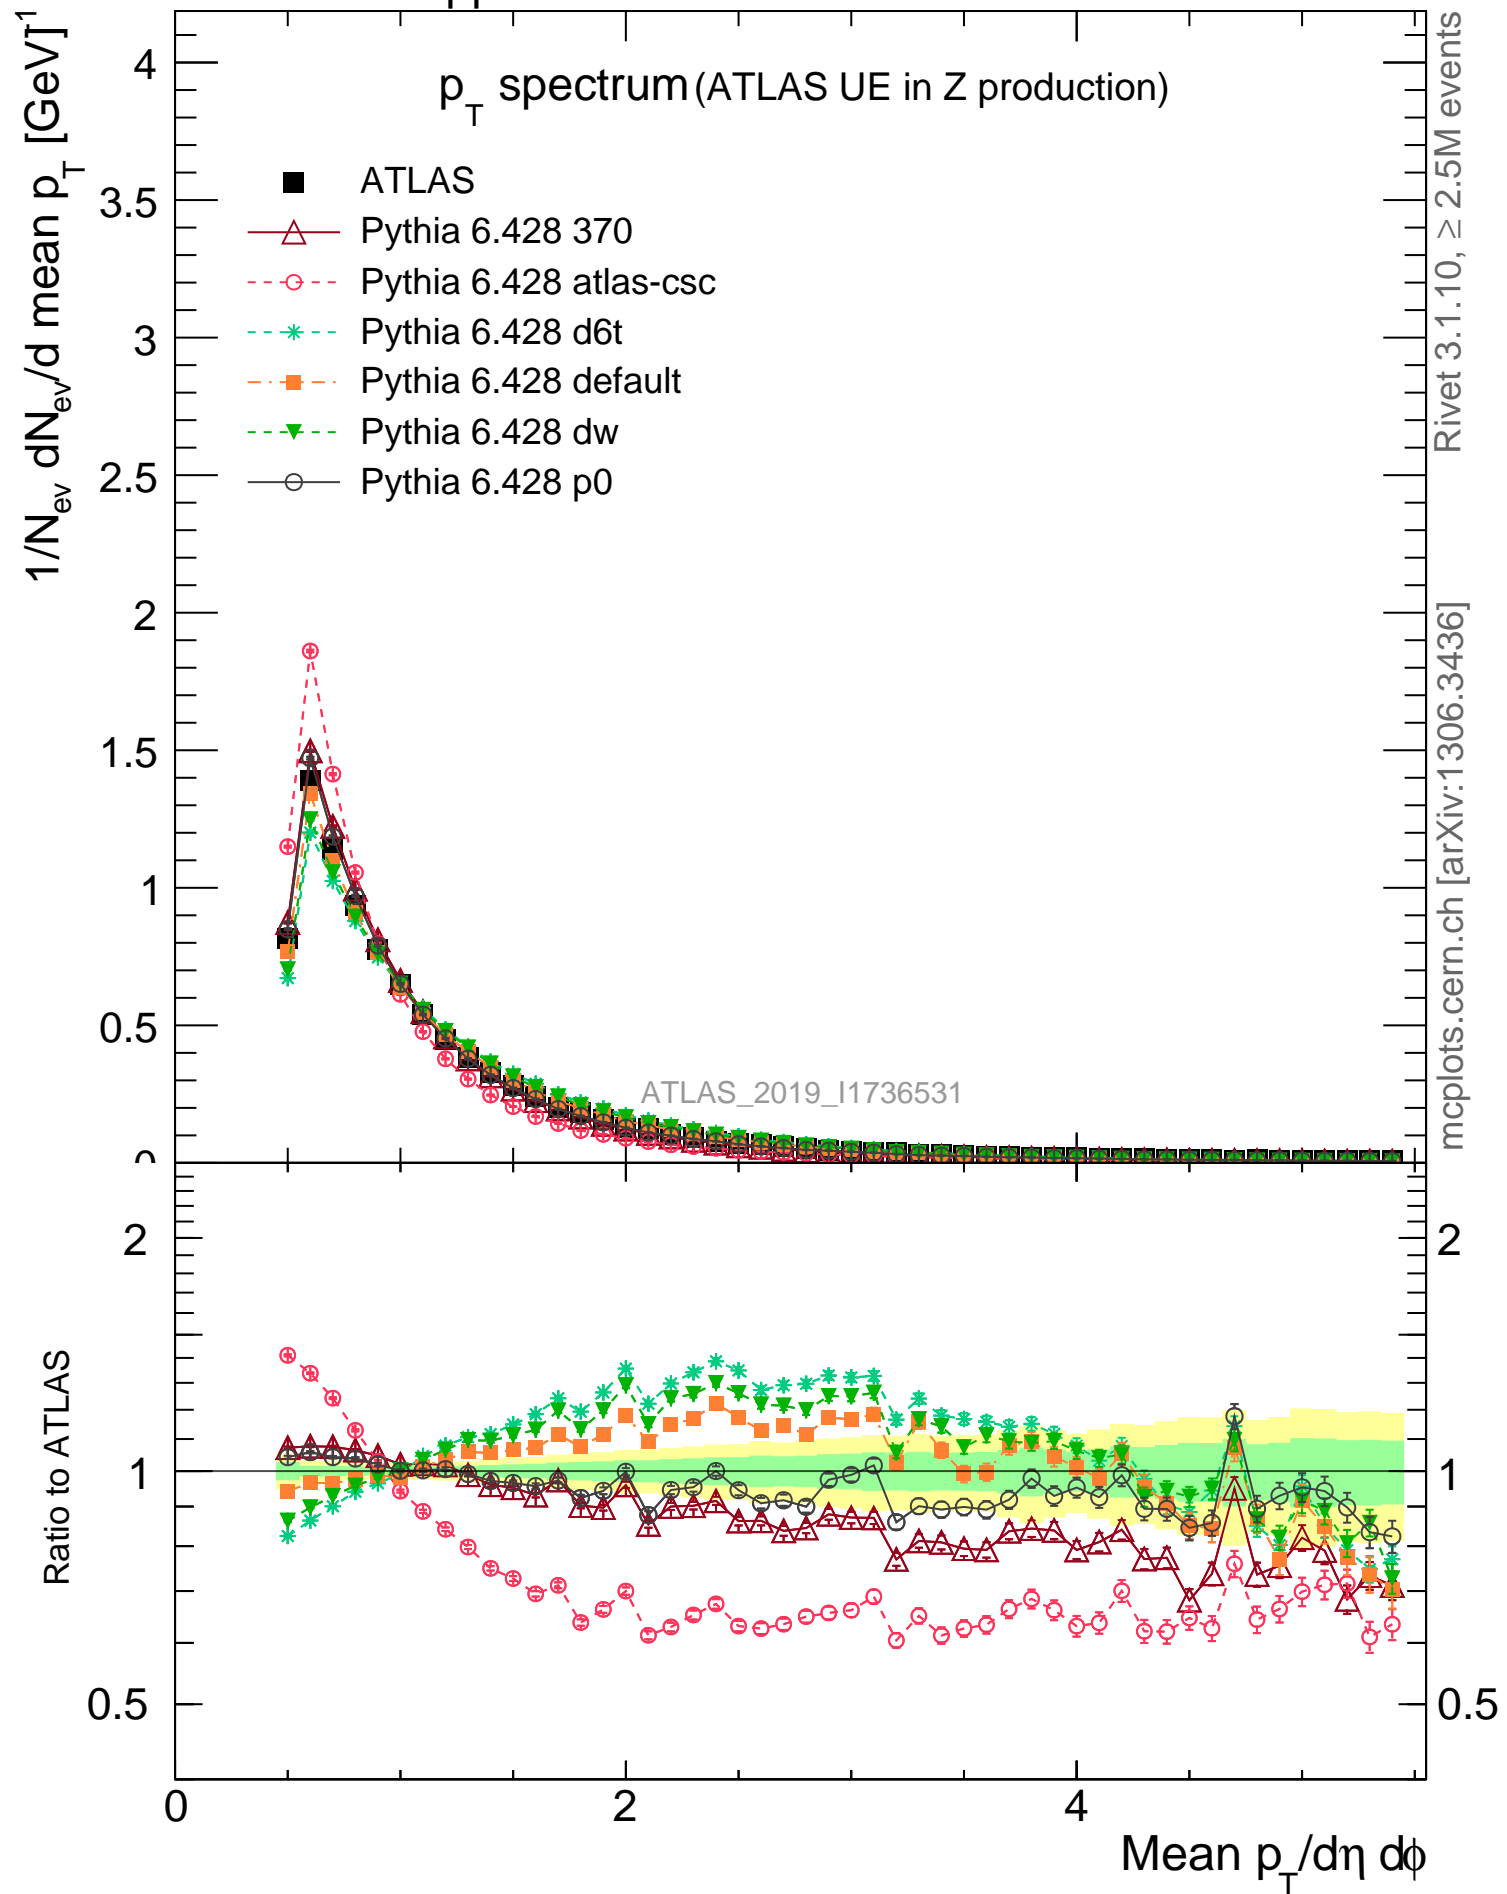 p_T spectrum (ATLAS UE in Z production)
1/N_ev dN_ev/d mean p_T [GeV]^-1
ATLAS
Pythia 6.428 370
Pythia 6.428 atlas-csc
Pythia 6.428 d6t
Pythia 6.428 default
Pythia 6.428 dw
Pythia 6.428 p0
4
3.5
3
2.5
2
1.5
1
0.5
0
ATLAS_2019_I1736531
Rivet 3.1.10, ≥ 2.5M events
mcplots.cern.ch [arXiv:1306.3436]
Ratio to ATLAS
2
1
0.5
2
1
0.5
0
2
4
Mean p_T/dη dϕ